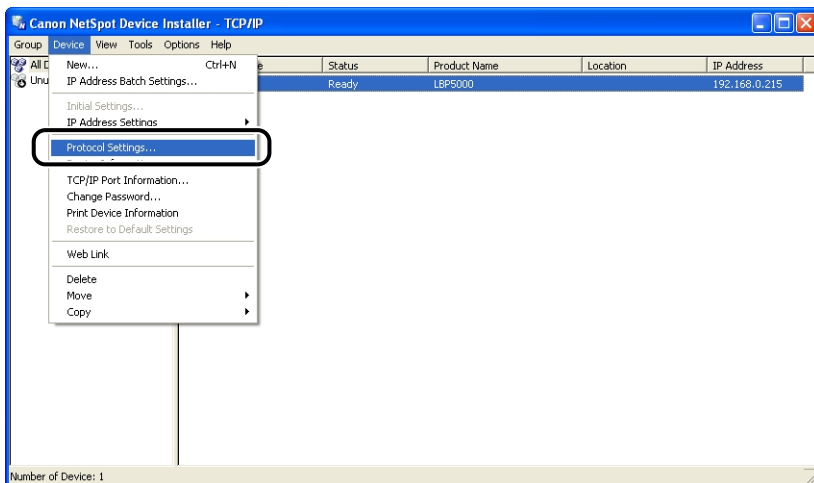 Canon NetSpot Device Installer - TCP/IP
Group Device View Tools Options Help
All D
Unu
Status Product Name Location IP Address
Ready LBP5000 192.168.0.215
New... Ctrl+N
IP Address Batch Settings...
Initial Settings...
IP Address Settings
Protocol Settings...
TCP/IP Port Information...
Change Password...
Print Device Information
Restore to Default Settings
Web Link
Delete
Move
Copy
Number of Device: 1